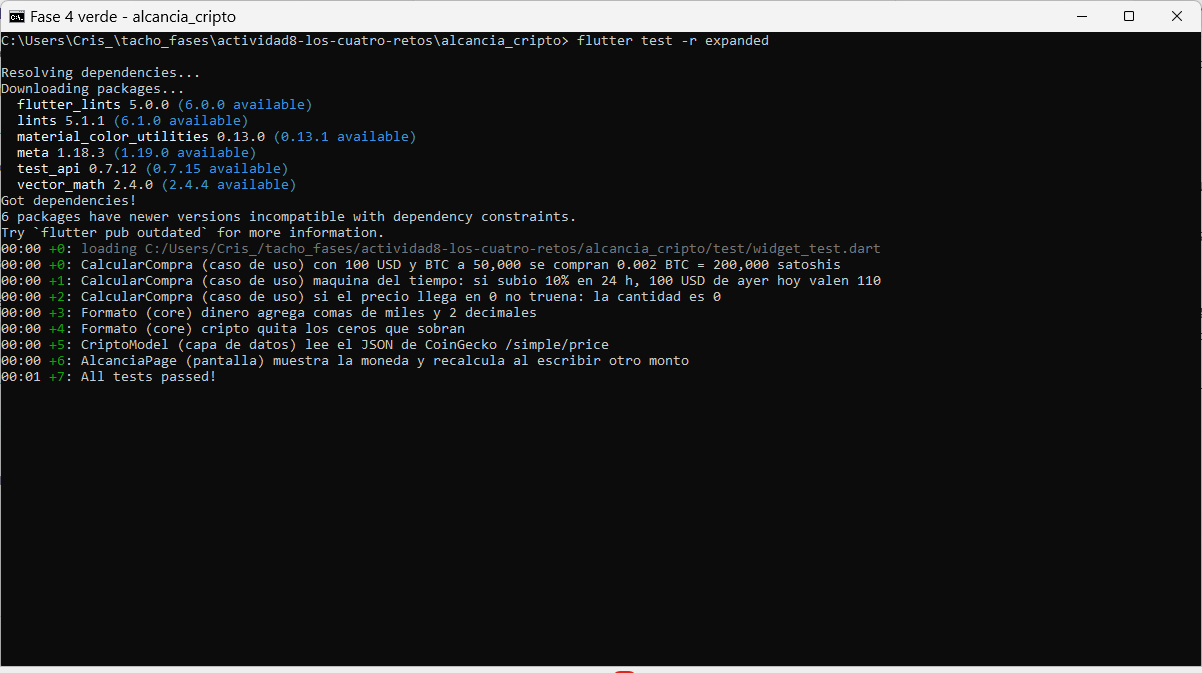 Fase 4 verde - alcancia_cripto
C:\Users\Cris_\tacho_fases\actividad8-los-cuatro-retos\alcancia_cripto> flutter test -r expanded
Resolving dependencies...
Downloading packages...
  flutter_lints 5.0.0 (6.0.0 available)
  lints 5.1.1 (6.1.0 available)
  material_color_utilities 0.13.0 (0.13.1 available)
  meta 1.18.3 (1.19.0 available)
  test_api 0.7.12 (0.7.15 available)
  vector_math 2.4.0 (2.4.4 available)
Got dependencies!
6 packages have newer versions incompatible with dependency constraints.
Try `flutter pub outdated` for more information.
00:00 +0: loading C:/Users/Cris_/tacho_fases/actividad8-los-cuatro-retos/alcancia_cripto/test/widget_test.dart
00:00 +0: CalcularCompra (caso de uso) con 100 USD y BTC a 50,000 se compran 0.002 BTC = 200,000 satoshis
00:00 +1: CalcularCompra (caso de uso) maquina del tiempo: si subio 10% en 24 h, 100 USD de ayer hoy valen 110
00:00 +2: CalcularCompra (caso de uso) si el precio llega en 0 no truena: la cantidad es 0
00:00 +3: Formato (core) dinero agrega comas de miles y 2 decimales
00:00 +4: Formato (core) cripto quita los ceros que sobran
00:00 +5: CriptoModel (capa de datos) lee el JSON de CoinGecko /simple/price
00:00 +6: AlcanciaPage (pantalla) muestra la moneda y recalcula al escribir otro monto
00:01 +7: All tests passed!